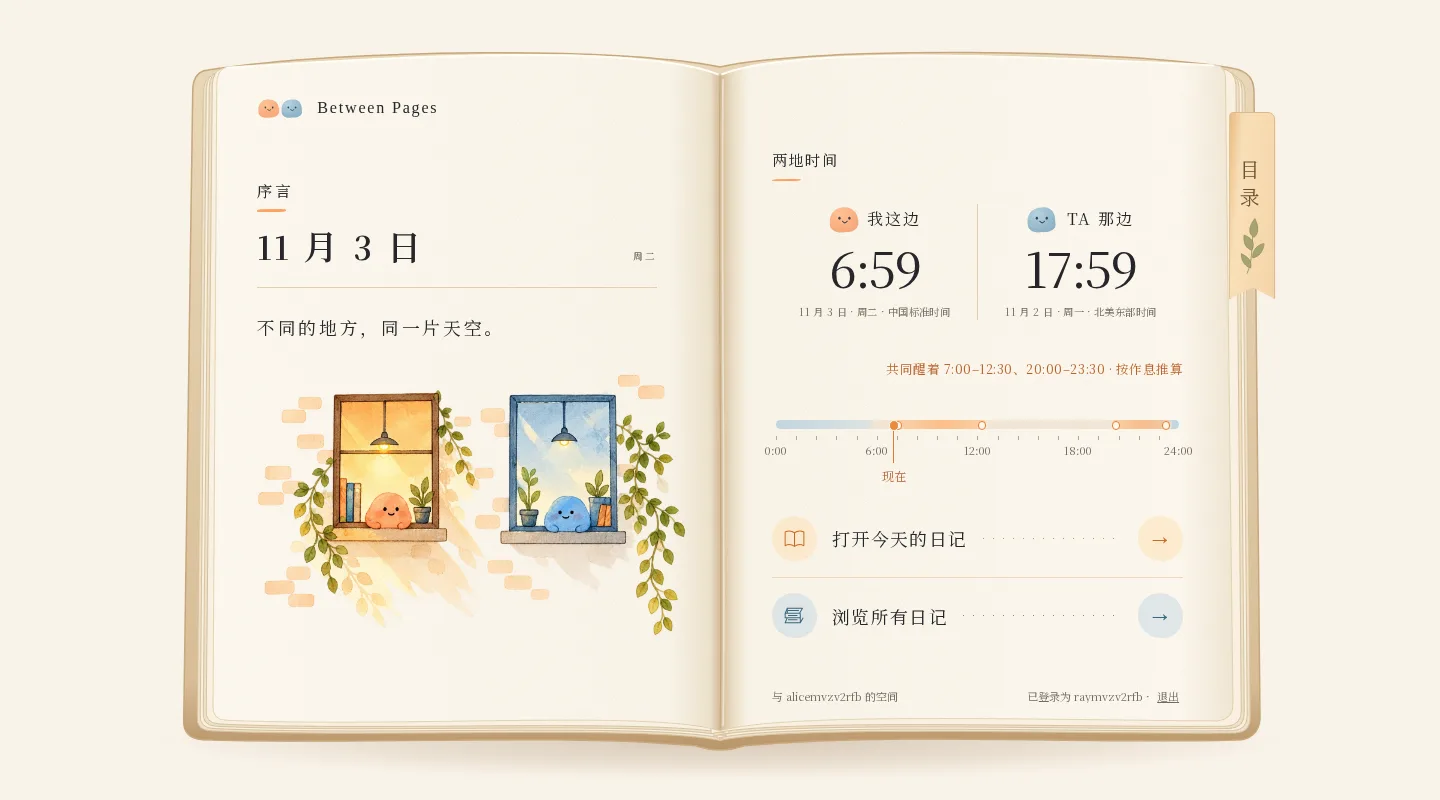 Between Pages
序言
11 月 3 日
周二
不同的地方，同一片天空。
两地时间
我这边
6:59
11 月 3 日 · 周二 · 中国标准时间
TA 那边
17:59
11 月 2 日 · 周一 · 北美东部时间
共同醒着 7:00–12:30、20:00–23:30 · 按作息推算
0:00 6:00 12:00 18:00 24:00
现在
打开今天的日记 →
浏览所有日记 →
与 alicemvzv2rfb 的空间
已登录为 raymvzv2rfb · 退出
目录